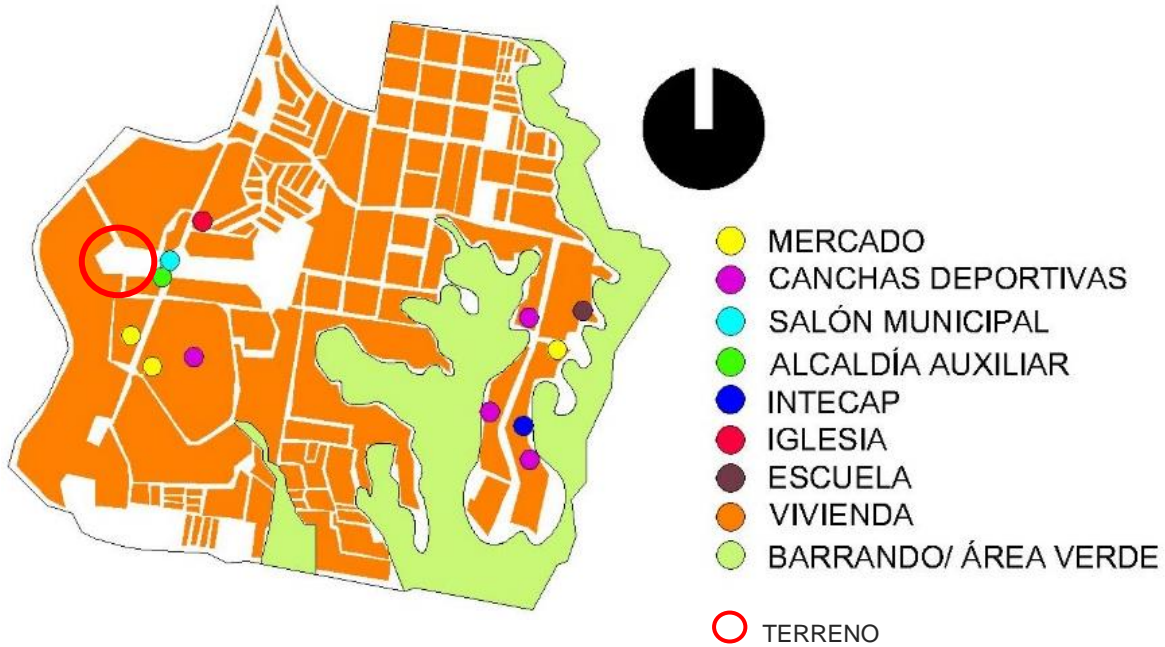 MERCADO
CANCHAS DEPORTIVAS
SALÓN MUNICIPAL
ALCALDÍA AUXILIAR
INTECAP
IGLESIA
ESCUELA
VIVIENDA
BARRANDO/ ÁREA VERDE
TERRENO